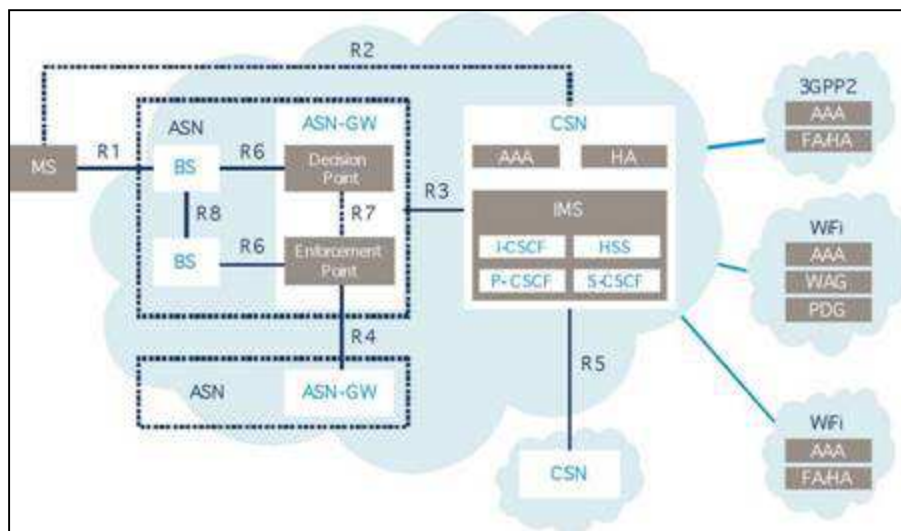 R2
3GPP2
AAA
FA/HA
ASN
ASN-GW
CSN
MS
R1
BS
R6
Decision
Point
AAA
HA
R3
R8
R7
IMS
I-CSCF
HSS
BS
R6
Enforcement
Point
P-CSCF
S-CSCF
WiFi
AAA
WAG
PDG
R4
R5
ASN
ASN-GW
CSN
WiFi
AAA
FA/HA